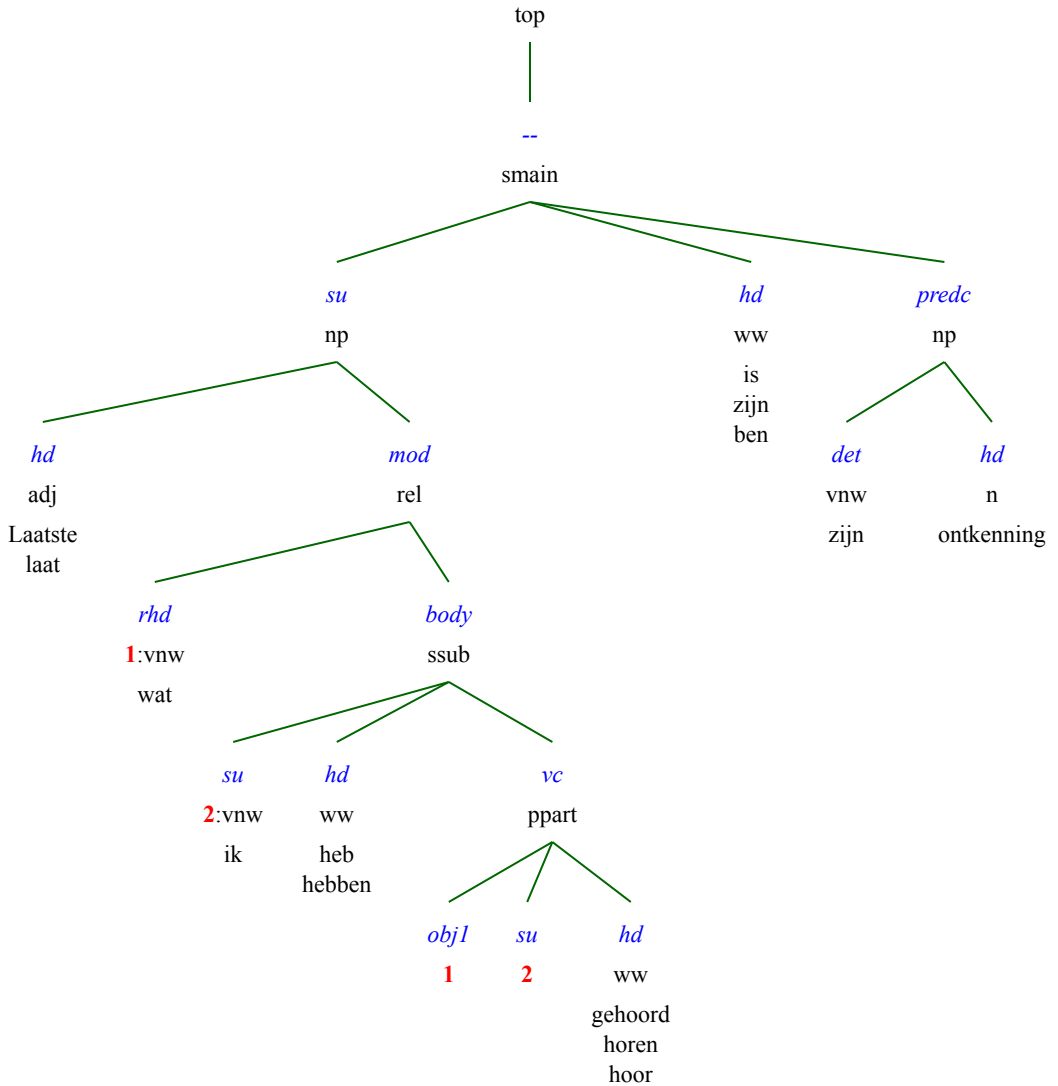 top
--
smain
su hd predc
np ww np
is
zijn
ben
hd mod det hd
adj rel vnw n
Laatste zijn ontkenning
laat
rhd body
1:vnw ssub
wat
su hd vc
2:vnw ww ppart
ik heb
hebben
obj1 su hd
1 2 ww
gehoord
horen
hoor